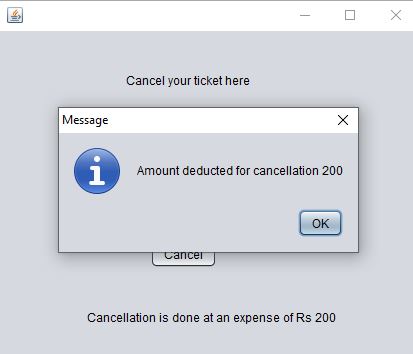 Cancel your ticket here
Message
Amount deducted for cancellation 200
OK
Cancel
Cancellation is done at an expense of Rs 200